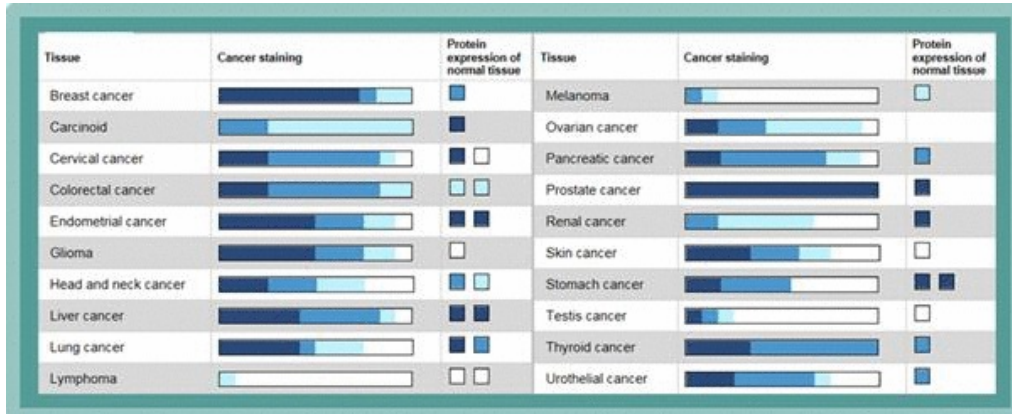 Tissue Cancer staining Protein expression of normal tissue
Breast cancer
Carcinoid
Cervical cancer
Colorectal cancer
Endometrial cancer
Glioma
Head and neck cancer
Liver cancer
Lung cancer
Lymphoma
Tissue Cancer staining Protein expression of normal tissue
Melanoma
Ovarian cancer
Pancreatic cancer
Prostate cancer
Renal cancer
Skin cancer
Stomach cancer
Testis cancer
Thyroid cancer
Urothelial cancer